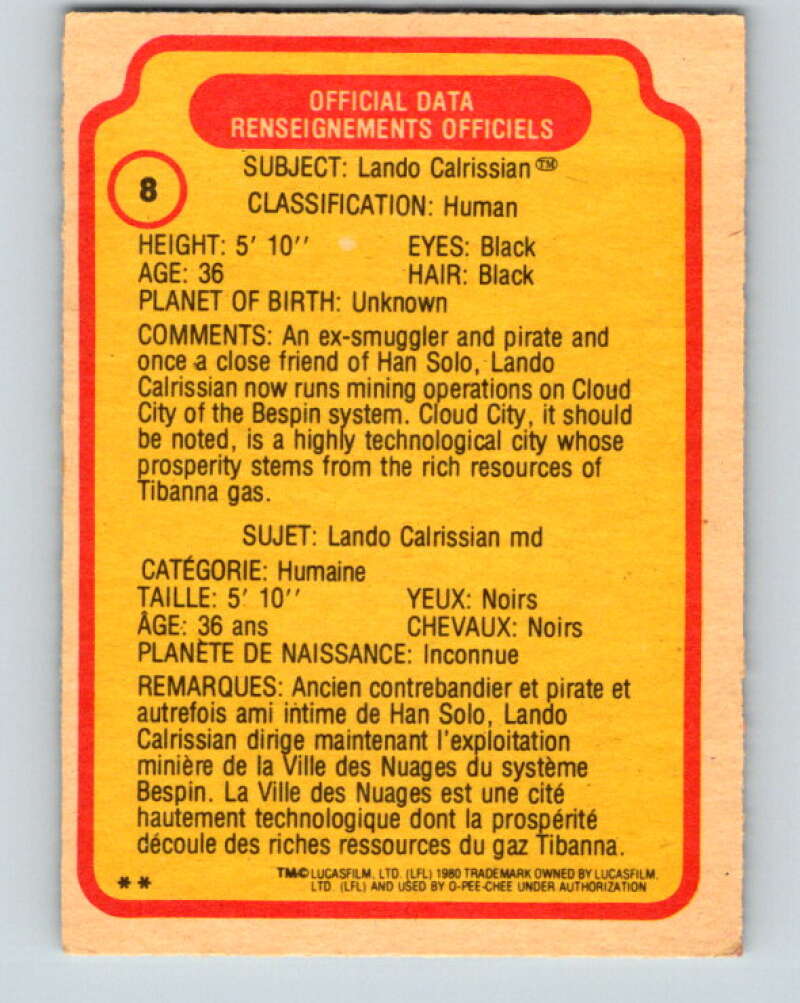 OFFICIAL DATA
RENSEIGNEMENTS OFFICIELS
8
SUBJECT: Lando Calrissian™
CLASSIFICATION: Human
HEIGHT: 5' 10'' EYES: Black
AGE: 36 HAIR: Black
PLANET OF BIRTH: Unknown
COMMENTS: An ex-smuggler and pirate and
once a close friend of Han Solo, Lando
Calrissian now runs mining operations on Cloud
City of the Bespin system. Cloud City, it should
be noted, is a highly technological city whose
prosperity stems from the rich resources of
Tibanna gas.
SUJET: Lando Calrissian md
CATÉGORIE: Humaine
TAILLE: 5' 10'' YEUX: Noirs
ÂGE: 36 ans CHEVAUX: Noirs
PLANÈTE DE NAISSANCE: Inconnue
REMARQUES: Ancien contrebandier et pirate et
autrefois ami intime de Han Solo, Lando
Calrissian dirige maintenant l'exploitation
minière de la Ville des Nuages du système
Bespin. La Ville des Nuages est une cité
hautement technologique dont la prospérité
découle des riches ressources du gaz Tibanna.
** TM© LUCASFILM, LTD. (LFL) 1980 TRADEMARK OWNED BY LUCASFILM,
LTD. (LFL) AND USED BY O-PEE-CHEE UNDER AUTHORIZATION